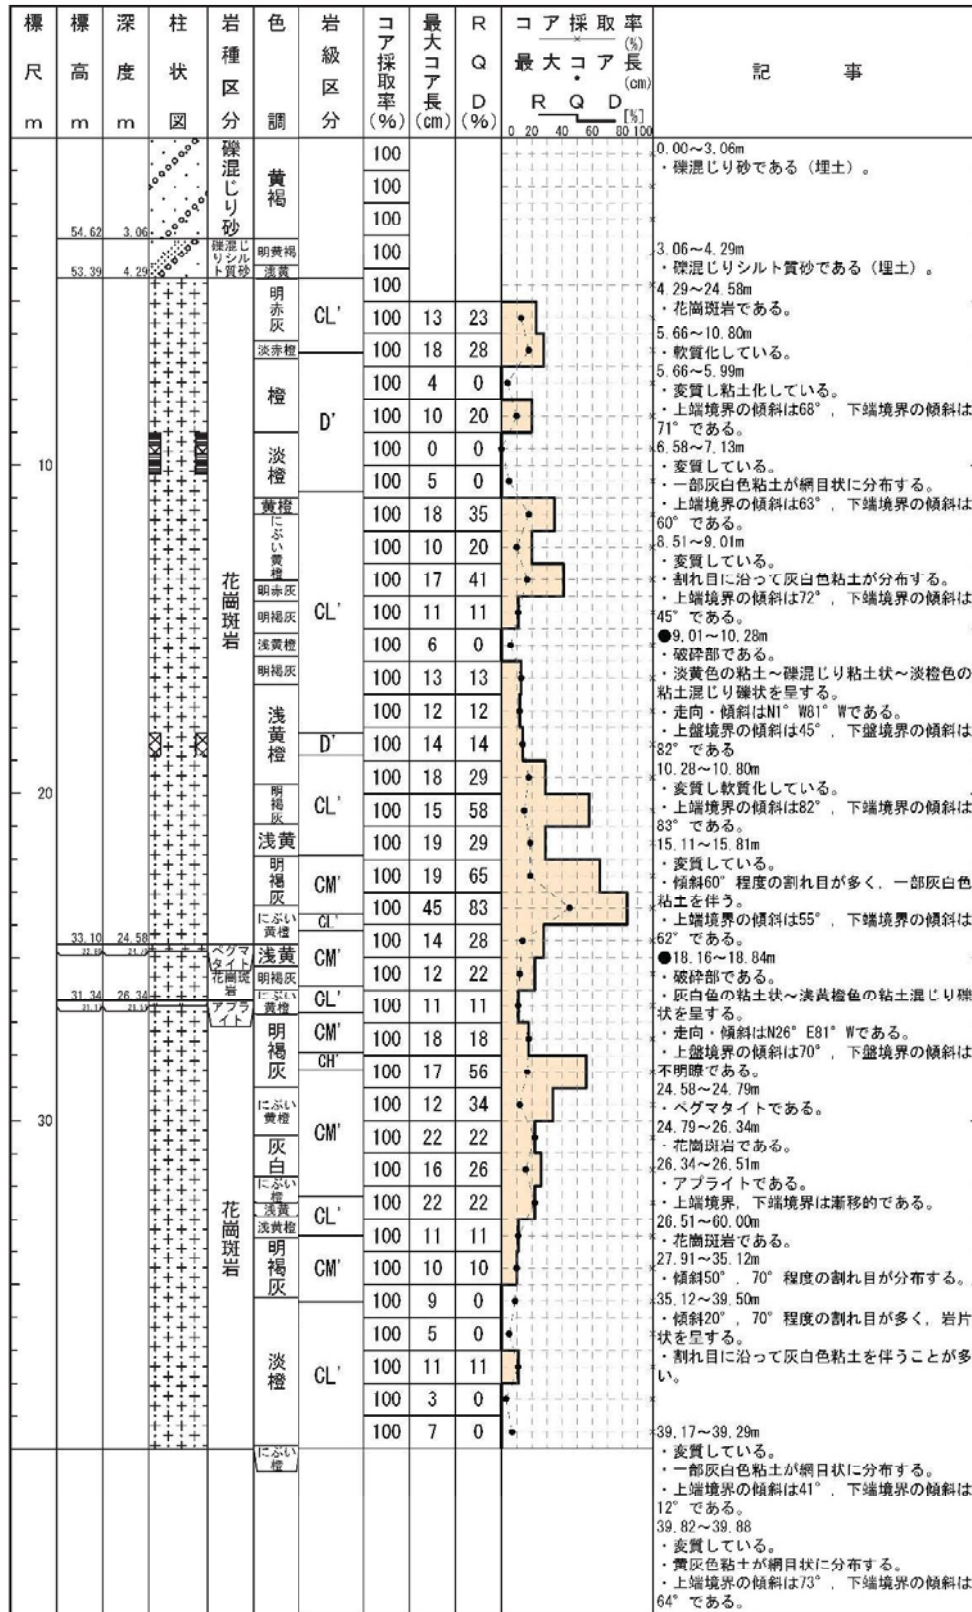 標尺m
標高m
深度m
柱状図
岩種区分
色調
岩級区分
コア採取率(%)
最大コア長(cm)
RQD(%)
コア採取率(%)
最大コア長(cm)
RQD[%]
0 20 40 60 80 100
礫混じり砂
黄褐
100
100
100
54.62 3.06
礫混じりシルト質砂
明黄褐
100
53.39 4.29
浅黄
100
明赤灰
CL'
100 13 23
淡赤橙
100 18 28
橙
D'
100 4 0
100 10 20
淡橙
100 0 0
10
100 5 0
黄橙
100 18 35
にぶい黄橙
100 10 20
花崗斑岩
CL'
100 17 41
明赤灰
明褐灰
100 11 11
浅黄橙
100 6 0
明褐灰
100 13 13
浅黄橙
100 12 12
D'
100 14 14
100 18 29
20
明褐灰
CL'
100 15 58
浅黄
100 19 29
明褐灰
CM'
100 19 65
にぶい黄橙
CL'
100 45 83
33.10 24.58
ペグマタイト
浅黄
CM'
100 14 28
花崗斑岩
明褐灰
100 12 22
31.34 26.34
アプライト
にぶい黄橙
CL'
100 11 11
明褐灰
CM'
100 18 18
CH'
100 17 56
にぶい黄橙
100 12 34
30
CM'
灰白
100 22 22
100 16 26
にぶい橙
100 22 22
浅黄
CL'
浅黄橙
花崗斑岩
100 11 11
明褐灰
CM'
100 10 10
100 9 0
淡橙
CL'
100 5 0
100 11 11
100 3 0
100 7 0
にぶい橙
記事
0.00～3.06m
・礫混じり砂である（埋土）。
3.06～4.29m
・礫混じりシルト質砂である（埋土）。
4.29～24.58m
・花崗斑岩である。
5.66～10.80m
・軟質化している。
5.66～5.99m
・変質し粘土化している。
・上端境界の傾斜は68°，下端境界の傾斜は
71°である。
6.58～7.13m
・変質している。
・一部灰白色粘土が網目状に分布する。
・上端境界の傾斜は63°，下端境界の傾斜は
60°である。
8.51～9.01m
・変質している。
・割れ目に沿って灰白色粘土が分布する。
・上端境界の傾斜は72°，下端境界の傾斜は
45°である。
●9.01～10.28m
・破砕部である。
・淡黄色の粘土～礫混じり粘土状～淡橙色の
粘土混じり礫状を呈する。
・走向・傾斜はN1°W81°Wである。
・上盤境界の傾斜は45°，下盤境界の傾斜は
82°である
10.28～10.80m
・変質し軟質化している。
・上端境界の傾斜は82°，下端境界の傾斜は
83°である。
15.11～15.81m
・変質している。
・傾斜60°程度の割れ目が多く，一部灰白色
粘土を伴う。
・上端境界の傾斜は55°，下端境界の傾斜は
62°である。
●18.16～18.84m
・破砕部である。
・灰白色の粘土状～浅黄橙色の粘土混じり礫
状を呈する。
・走向・傾斜はN26°E81°Wである。
・上盤境界の傾斜は70°，下盤境界の傾斜は
不明瞭である。
24.58～24.79m
・ペグマタイトである。
24.79～26.34m
・花崗斑岩である。
26.34～26.51m
・アプライトである。
・上端境界，下端境界は漸移的である。
26.51～60.00m
・花崗斑岩である。
27.91～35.12m
・傾斜50°，70°程度の割れ目が分布する。
35.12～39.50m
・傾斜20°，70°程度の割れ目が多く，岩片
状を呈する。
・割れ目に沿って灰白色粘土を伴うことが多
い。
39.17～39.29m
・変質している。
・一部灰白色粘土が網目状に分布する。
・上端境界の傾斜は41°，下端境界の傾斜は
12°である。
39.82～39.88
・変質している。
・黄灰色粘土が網目状に分布する。
・上端境界の傾斜は73°，下端境界の傾斜は
64°である。